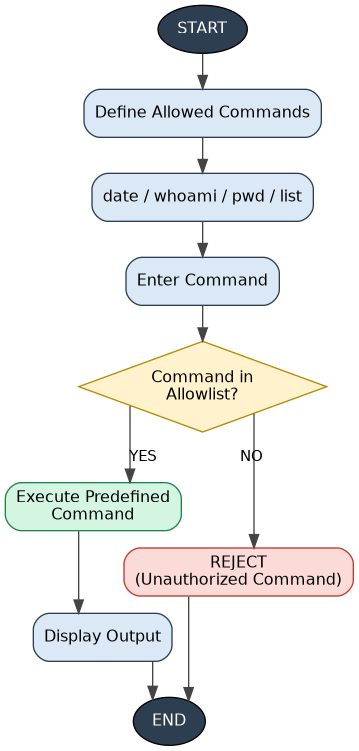 START
Define Allowed Commands
date / whoami / pwd / list
Enter Command
Command in
Allowlist?
YES
NO
Execute Predefined
Command
REJECT
(Unauthorized Command)
Display Output
END